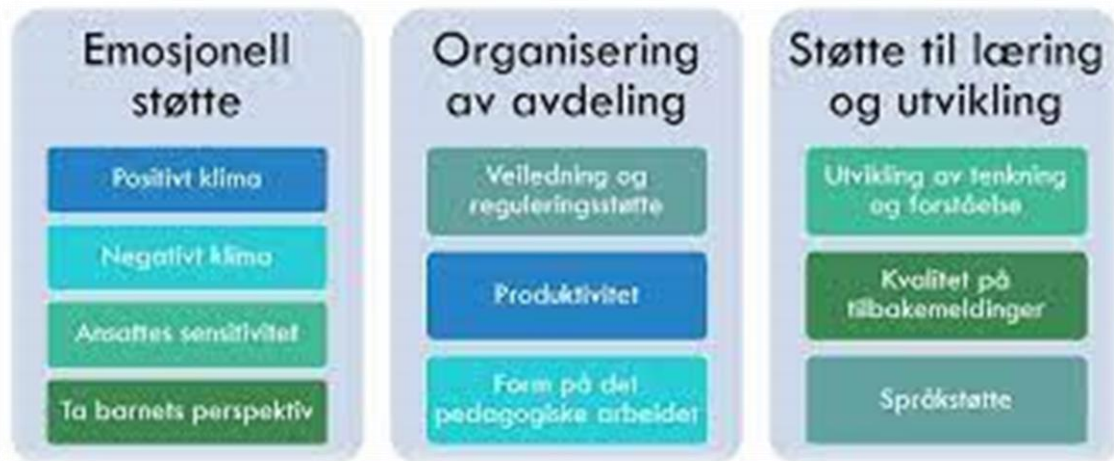 Emosjonell
støtte
Positivt klima
Negativt klima
Ansattes sensitivitet
Ta barnets perspektiv
Organisering
av avdeling
Veiledning og
reguleringsstøtte
Produktivitet
Form på det
pedagogiske arbeidet
Støtte til læring
og utvikling
Utvikling av tenkning
og forståelse
Kvalitet på
tilbakemeldinger
Språkstøtte